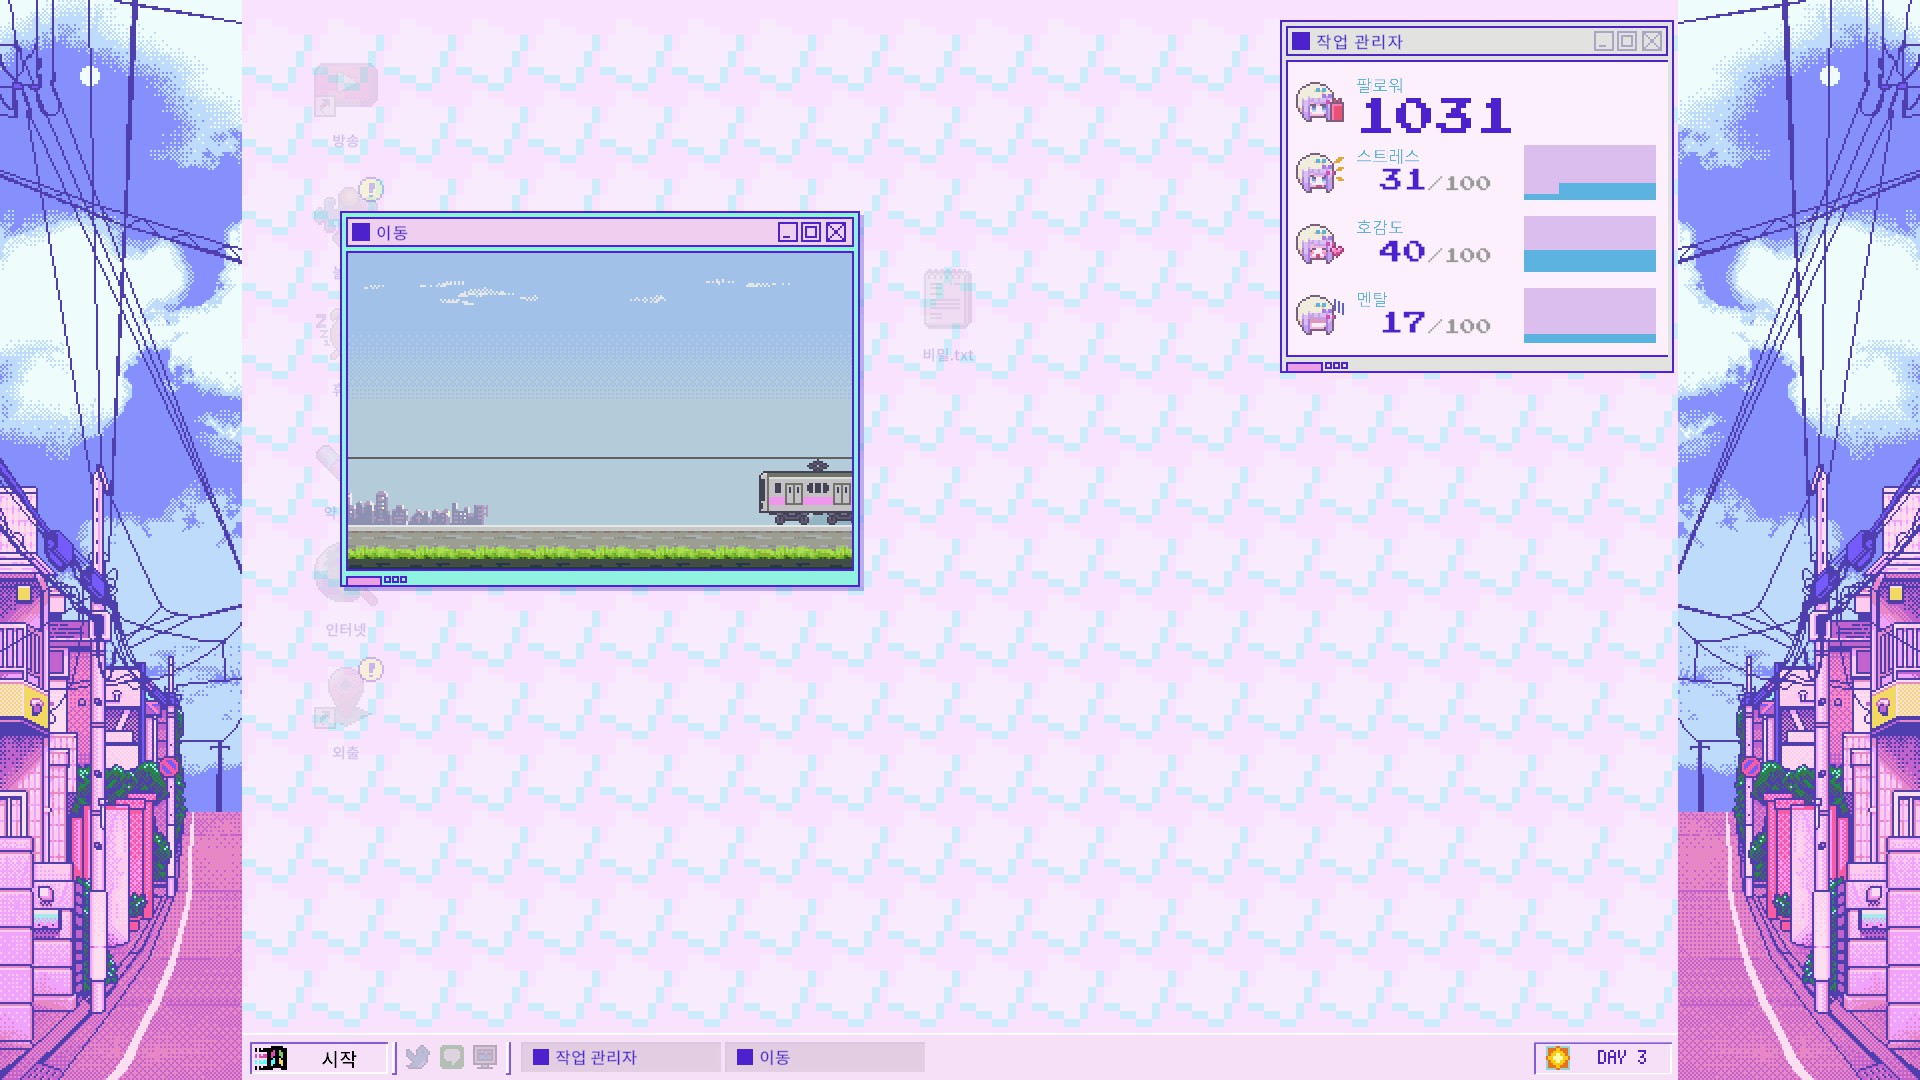 작업 관리자
팔로워
1031
스트레스
31/100
호감도
40/100
멘탈
17/100
방송
이동
비밀.txt
인터넷
외출
시작
작업 관리자
이동
DAY 3